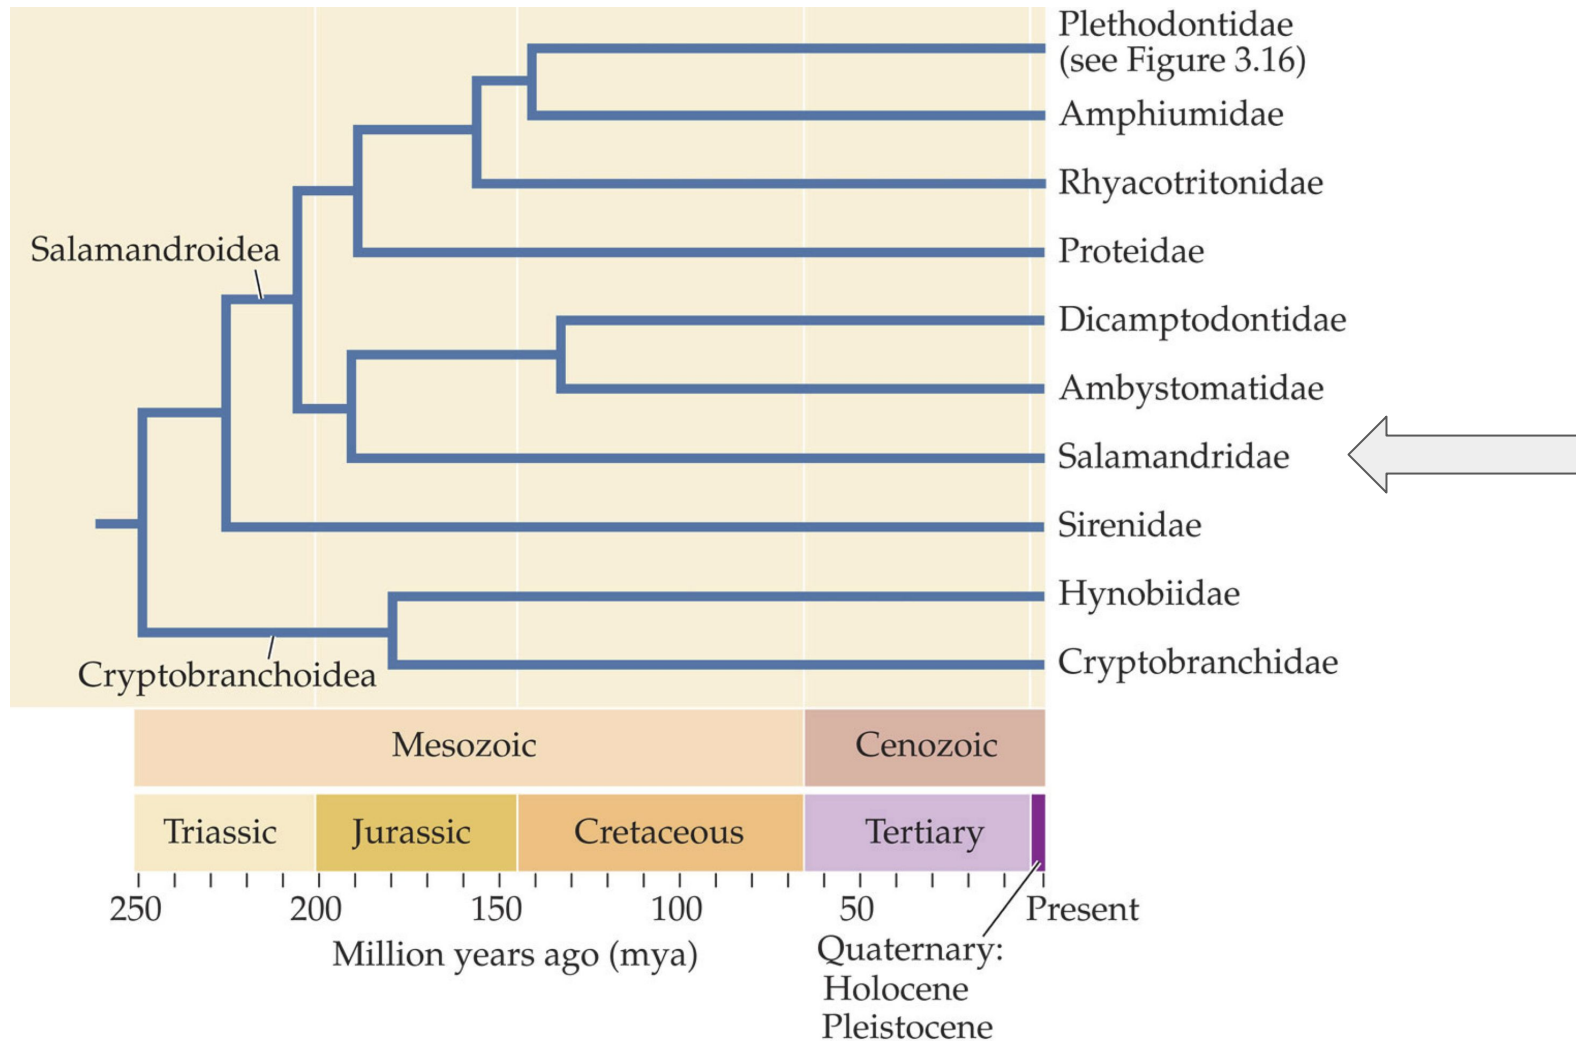 Plethodontidae
(see Figure 3.16)
Amphiumidae
Rhyacotritonidae
Proteidae
Salamandroidea
Dicamptodontidae
Ambystomatidae
Salamandridae
Sirenidae
Hynobiidae
Cryptobranchidae
Cryptobranchoidea
Mesozoic
Cenozoic
Triassic
Jurassic
Cretaceous
Tertiary
250
200
150
100
50
Present
Million years ago (mya)
Quaternary:
Holocene
Pleistocene